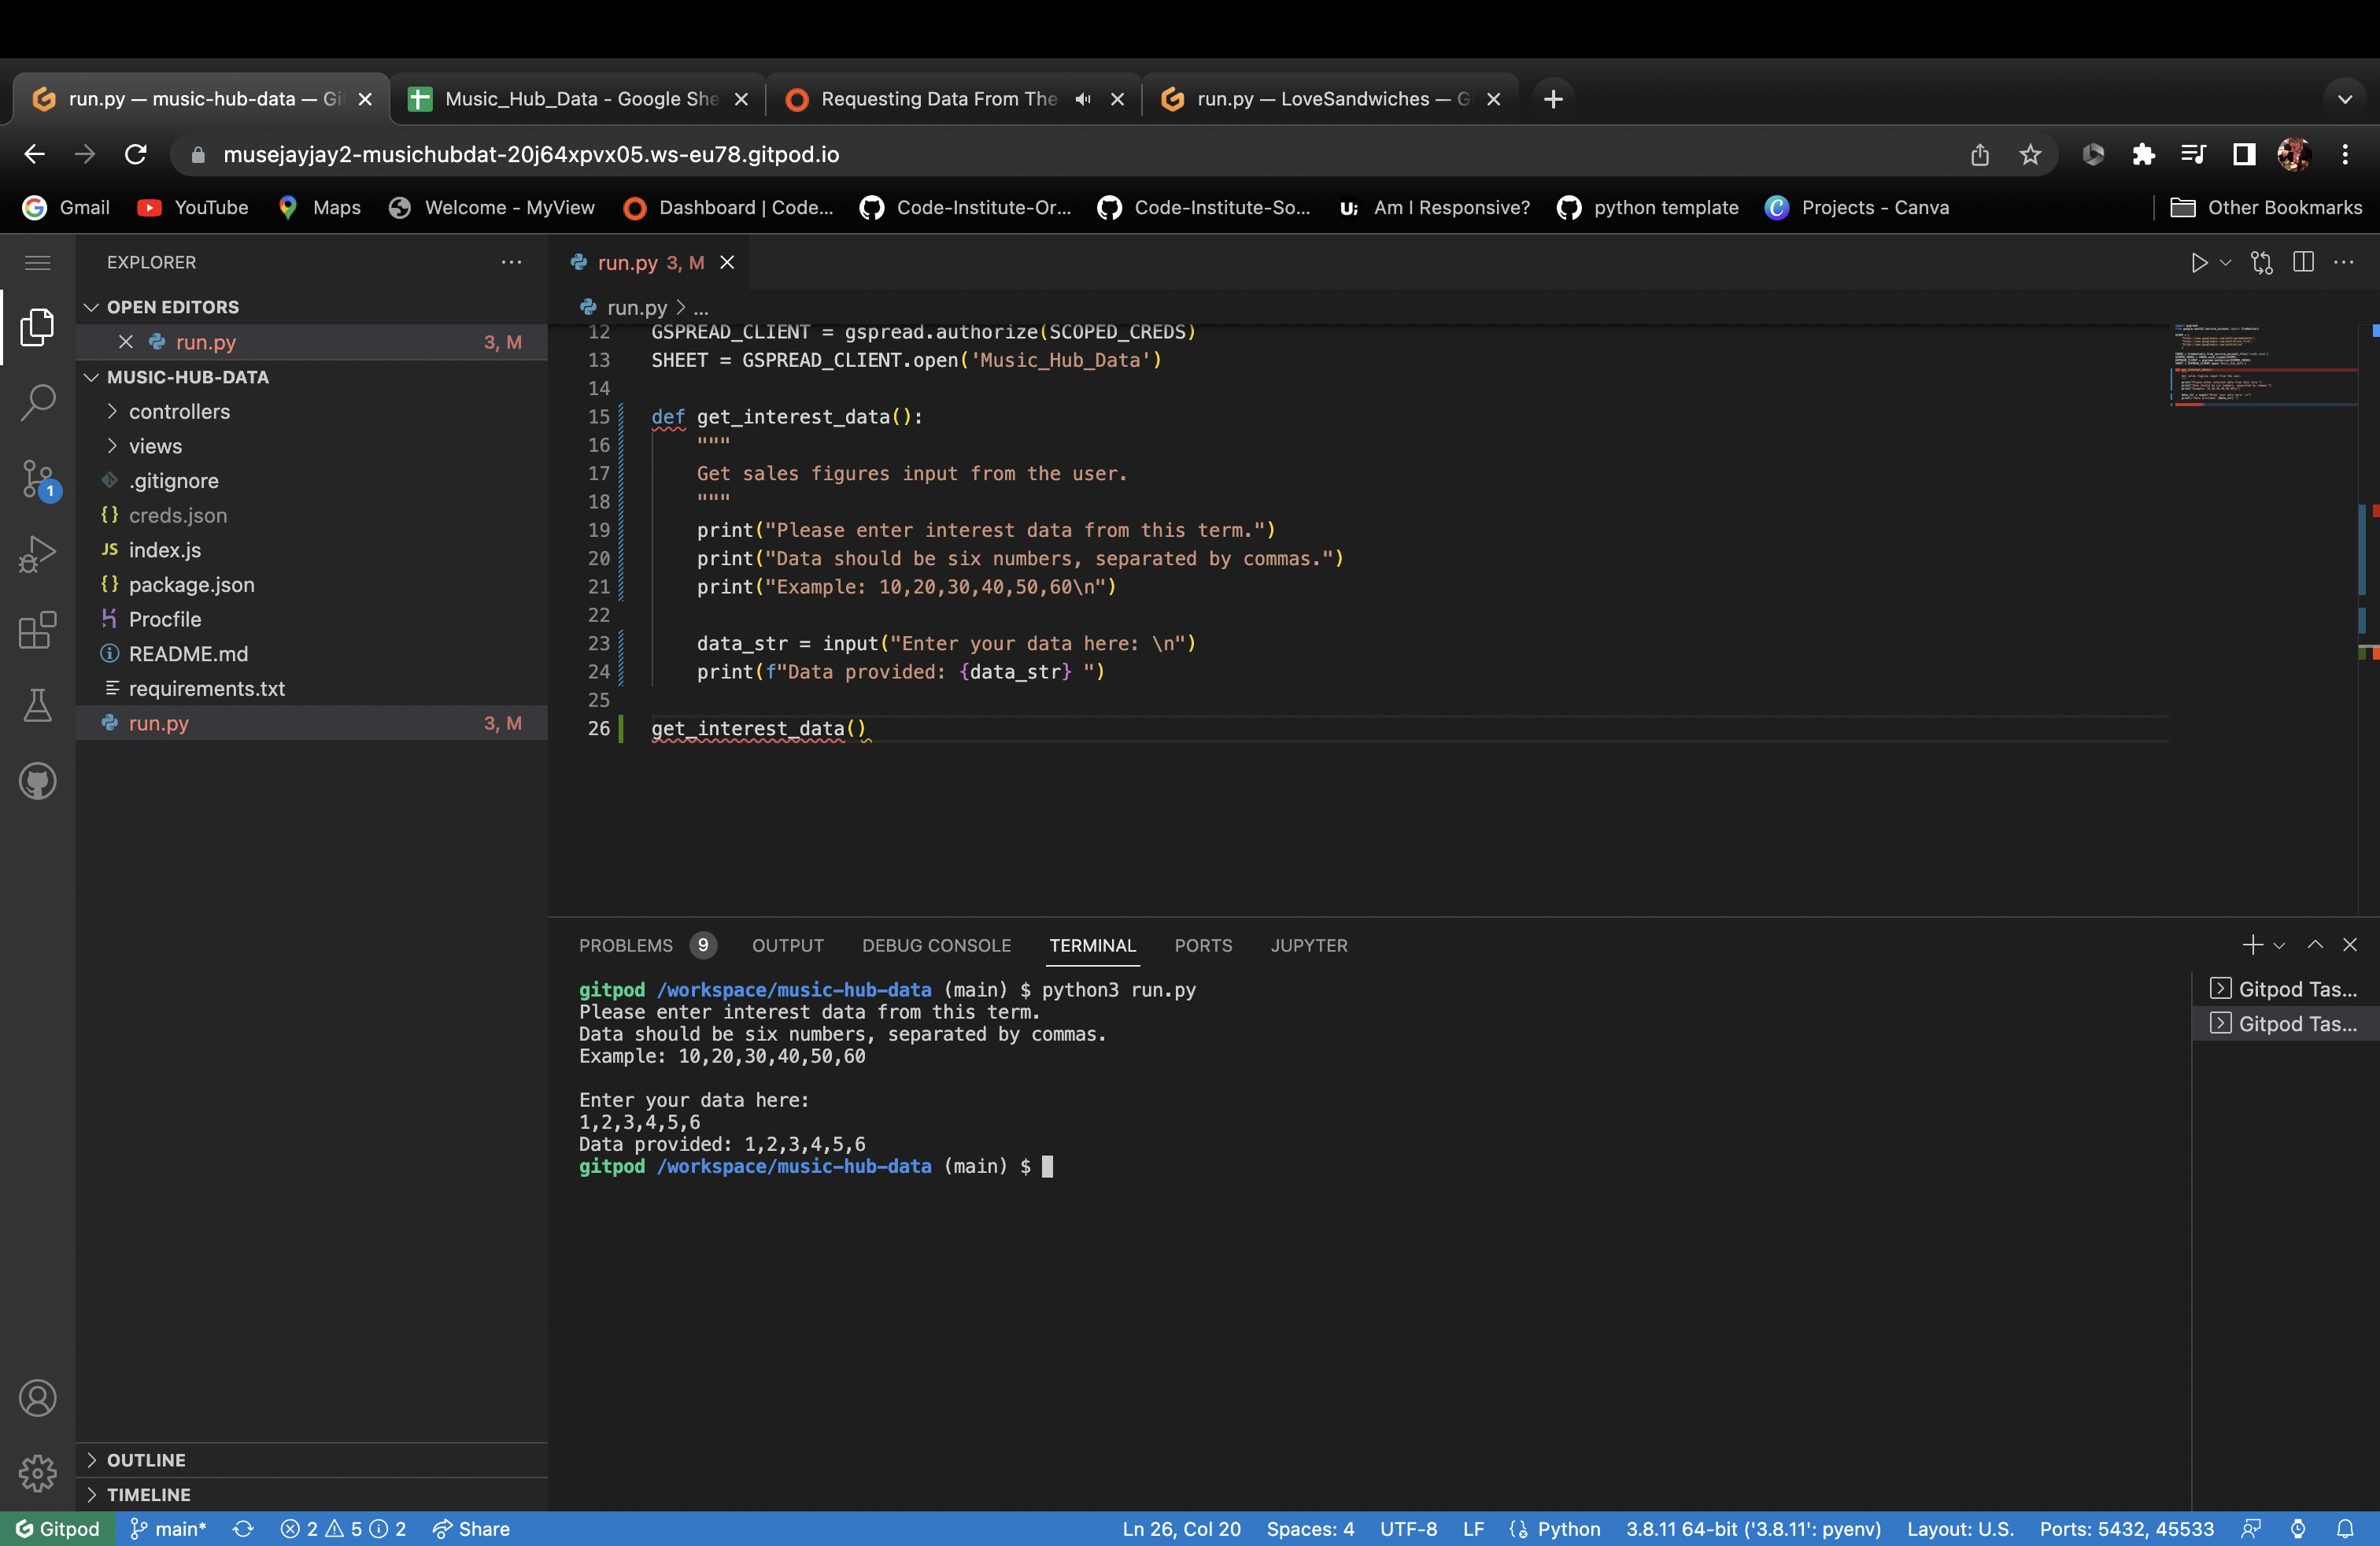 run.py — music-hub-data — Gi
Music_Hub_Data - Google She
Requesting Data From The
run.py — LoveSandwiches — G
musejayjay2-musichubdat-20j64xpvx05.ws-eu78.gitpod.io
Gmail
YouTube
Maps
Welcome - MyView
Dashboard | Code...
Code-Institute-Or...
Code-Institute-So...
U;
Am I Responsive?
python template
Projects - Canva
Other Bookmarks
EXPLORER
OPEN EDITORS
run.py 3, M
MUSIC-HUB-DATA
controllers
views
.gitignore
{} creds.json
JS index.js
{} package.json
Procfile
README.md
requirements.txt
run.py 3, M
OUTLINE
TIMELINE
1
run.py 3, M
run.py > ...
12 GSPREAD_CLIENT = gspread.authorize(SCOPED_CREDS)
13 SHEET = GSPREAD_CLIENT.open('Music_Hub_Data')
14
15 def get_interest_data():
16 """
17 Get sales figures input from the user.
18 """
19 print("Please enter interest data from this term.")
20 print("Data should be six numbers, separated by commas.")
21 print("Example: 10,20,30,40,50,60\n")
22
23 data_str = input("Enter your data here: \n")
24 print(f"Data provided: {data_str} ")
25
26 get_interest_data()
PROBLEMS 9 OUTPUT DEBUG CONSOLE TERMINAL PORTS JUPYTER
gitpod /workspace/music-hub-data (main) $ python3 run.py
Please enter interest data from this term.
Data should be six numbers, separated by commas.
Example: 10,20,30,40,50,60
Enter your data here:
1,2,3,4,5,6
Data provided: 1,2,3,4,5,6
gitpod /workspace/music-hub-data (main) $
Gitpod Tas...
Gitpod Tas...
Gitpod main* 2 5 2 Share Ln 26, Col 20 Spaces: 4 UTF-8 LF Python 3.8.11 64-bit ('3.8.11': pyenv) Layout: U.S. Ports: 5432, 45533